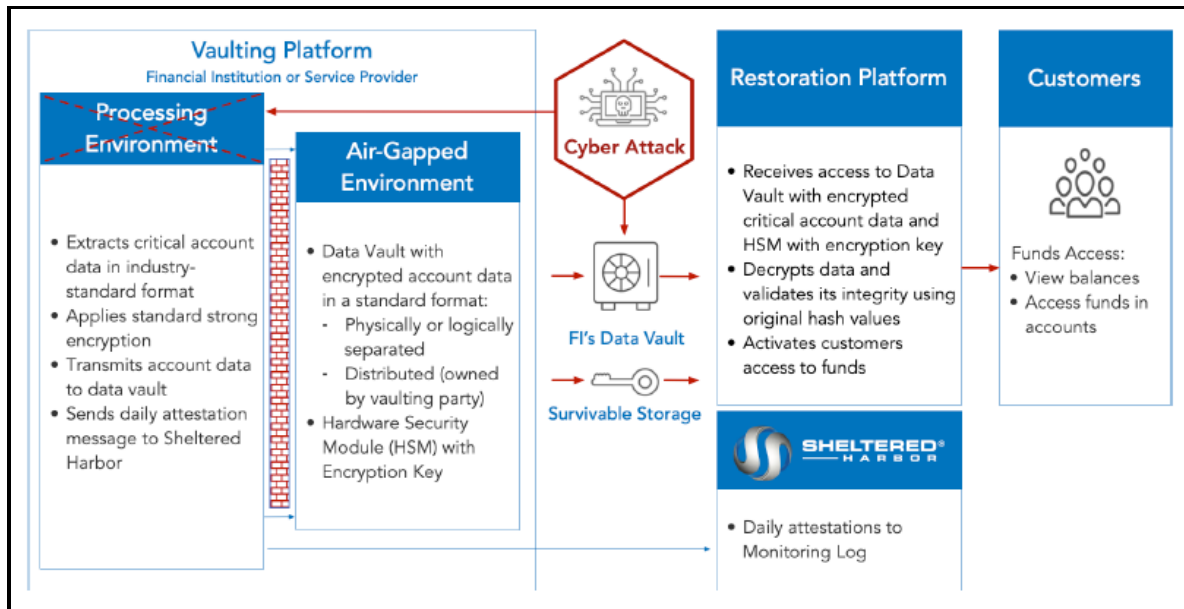 Vaulting Platform
Financial Institution or Service Provider
Processing
Environment
• Extracts critical account
data in industry-
standard format
• Applies standard strong
encryption
• Transmits account data
to data vault
• Sends daily attestation
message to Sheltered
Harbor
Air-Gapped
Environment
• Data Vault with
encrypted account data
in a standard format:
- Physically or logically
separated
- Distributed (owned
by vaulting party)
• Hardware Security
Module (HSM) with
Encryption Key
Cyber Attack
FI's Data Vault
Survivable Storage
Restoration Platform
• Receives access to Data
Vault with encrypted
critical account data and
HSM with encryption key
• Decrypts data and
validates its integrity using
original hash values
• Activates customers
access to funds
SHELTERED®
HARBOR
• Daily attestations to
Monitoring Log
Customers
Funds Access:
• View balances
• Access funds in
accounts